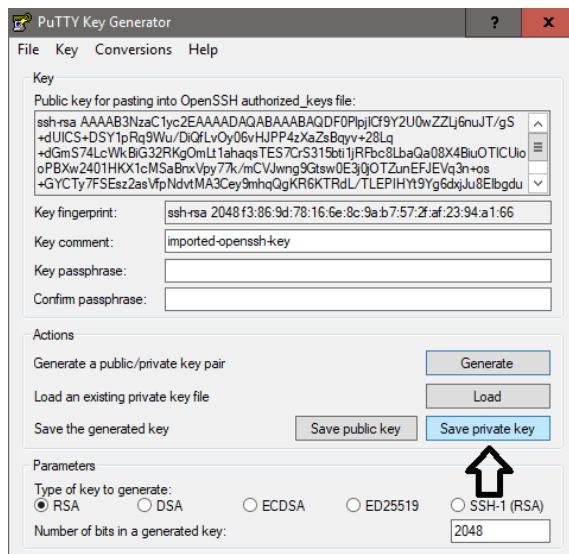 PuTTY Key Generator
? x
File Key Conversions Help
Key
Public key for pasting into OpenSSH authorized_keys file:
ssh-rsa AAAAB3NzaC1yc2EAAAADAQABAAABAQDF0PlpjlCf9Y2U0wZZLj6nuJT/gS
+dUICS+DSY1pRq9Wu/DiQfLvOy06vHJPP4zXaZsBqyv+28Lq
+dGmS74LcWkBiG32RKgOmLt1ahaqsTES7CrS315bti1jRFbc8LbaQa08X4BiuOTlCUio
oPBXw2401HKX1cMSaBnxVpy77k/mCVJwng9Gtsw0E3j0jOTZunEFJEVq3n+os
+GYCTy7FSEsz2asVfpNdvtMA3Cey9mhqQgKR6KTRdL/TLEPIHYt9Yg6dxjJu8Elbgdu
Key fingerprint: ssh-rsa 2048 f3:86:9d:78:16:6e:8c:9a:b7:57:2f:af:23:94:a1:66
Key comment: imported-openssh-key
Key passphrase:
Confirm passphrase:
Actions
Generate a public/private key pair Generate
Load an existing private key file Load
Save the generated key Save public key Save private key
Parameters
Type of key to generate:
RSA DSA ECDSA ED25519 SSH-1 (RSA)
Number of bits in a generated key: 2048